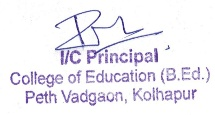 I/C Principal
College of Education (B.Ed.)
Peth Vadgaon, Kolhapur